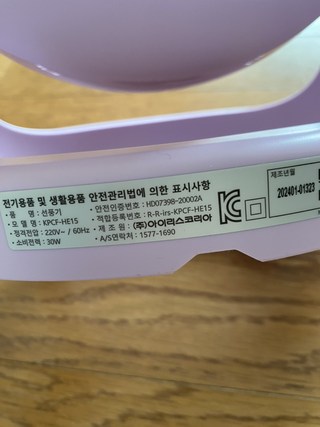 전기용품 및 생활용품 안전관리법에 의한 표시사항
・품 명 : 선풍기
・모 델 명 : KPCF-HE15
・정격전압 : 220V~ / 60Hz
・소비전력 : 30W
・안전인증번호 : HD07398-20002A
・적합등록번호 : R-R-irs-KPCF-HE15
・제 조 원 : (주)아이리스코리아
・A/S연락처 : 1577-1690
KC
제조년월
202401-01323